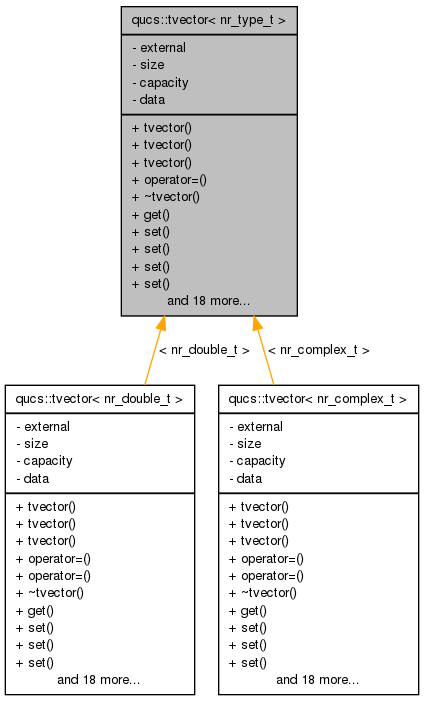 qucs::tvector< nr_type_t >
- external
- size
- capacity
- data
+ tvector()
+ tvector()
+ tvector()
+ operator=()
+ ~tvector()
+ get()
+ set()
+ set()
+ set()
+ set()
and 18 more...
< nr_double_t >
< nr_complex_t >
qucs::tvector< nr_double_t >
- external
- size
- capacity
- data
+ tvector()
+ tvector()
+ tvector()
+ operator=()
+ operator=()
+ ~tvector()
+ get()
+ set()
+ set()
+ set()
and 18 more...
qucs::tvector< nr_complex_t >
- external
- size
- capacity
- data
+ tvector()
+ tvector()
+ tvector()
+ operator=()
+ operator=()
+ ~tvector()
+ get()
+ set()
+ set()
+ set()
and 18 more...